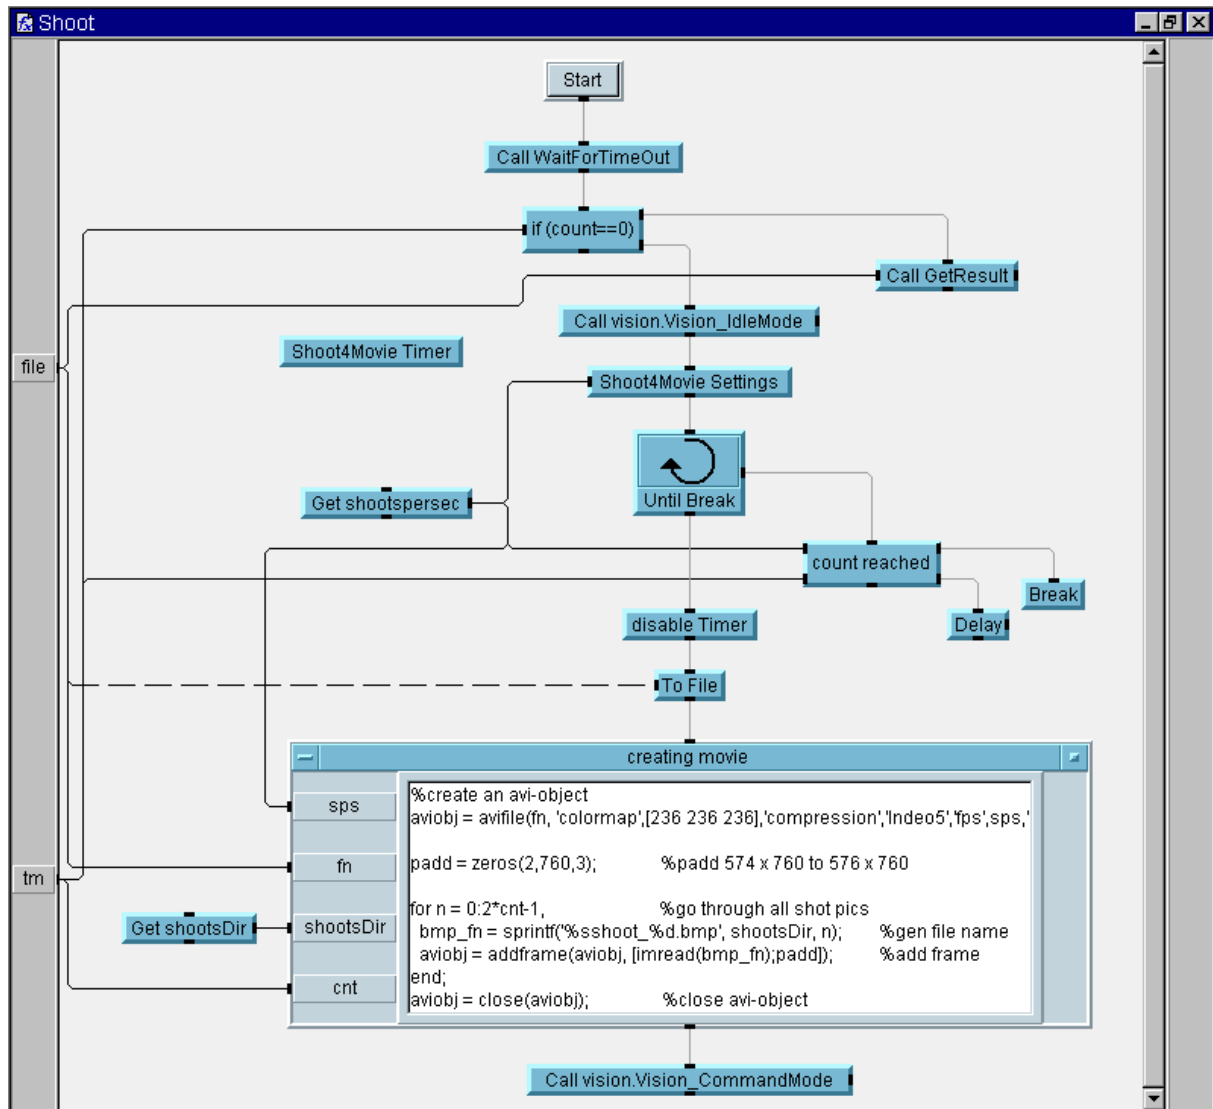 Shoot
Start
Call WaitForTimeOut
if (count==0)
Call GetResult
Call vision.Vision_IdleMode
Shoot4Movie Timer
file
Shoot4Movie Settings
Get shootspersec
Until Break
count reached
Break
disable Timer
Delay
To File
creating movie
sps
%create an avi-object
aviobj = avifile(fn, 'colormap',[236 236 236],'compression','Indeo5','fps',sps,'
fn
padd = zeros(2,760,3); %padd 574 x 760 to 576 x 760
tm
for n = 0:2*cnt-1, %go through all shot pics
Get shootsDir
shootsDir
bmp_fn = sprintf('%sshoot_%d.bmp', shootsDir, n); %gen file name
aviobj = addframe(aviobj, [imread(bmp_fn);padd]); %add frame
cnt
end;
aviobj = close(aviobj); %close avi-object
Call vision.Vision_CommandMode